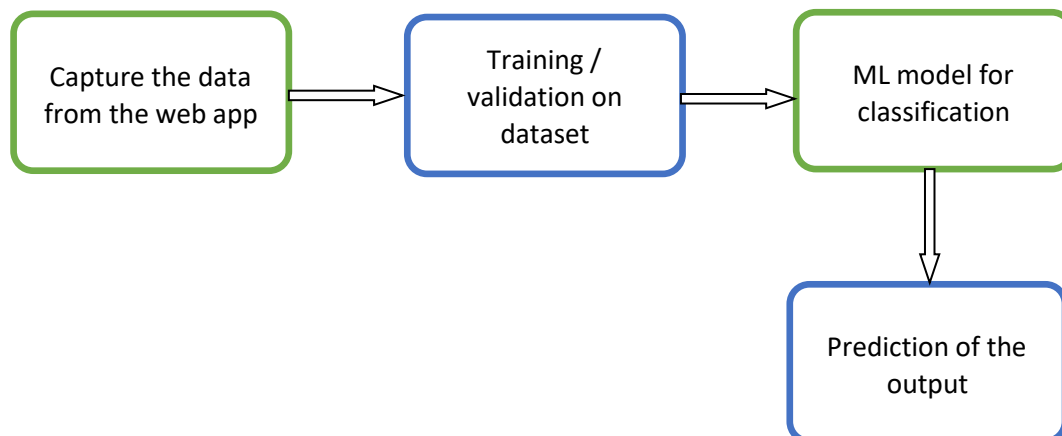 Capture the data
from the web app
Training /
validation on
dataset
ML model for
classification
Prediction of the
output